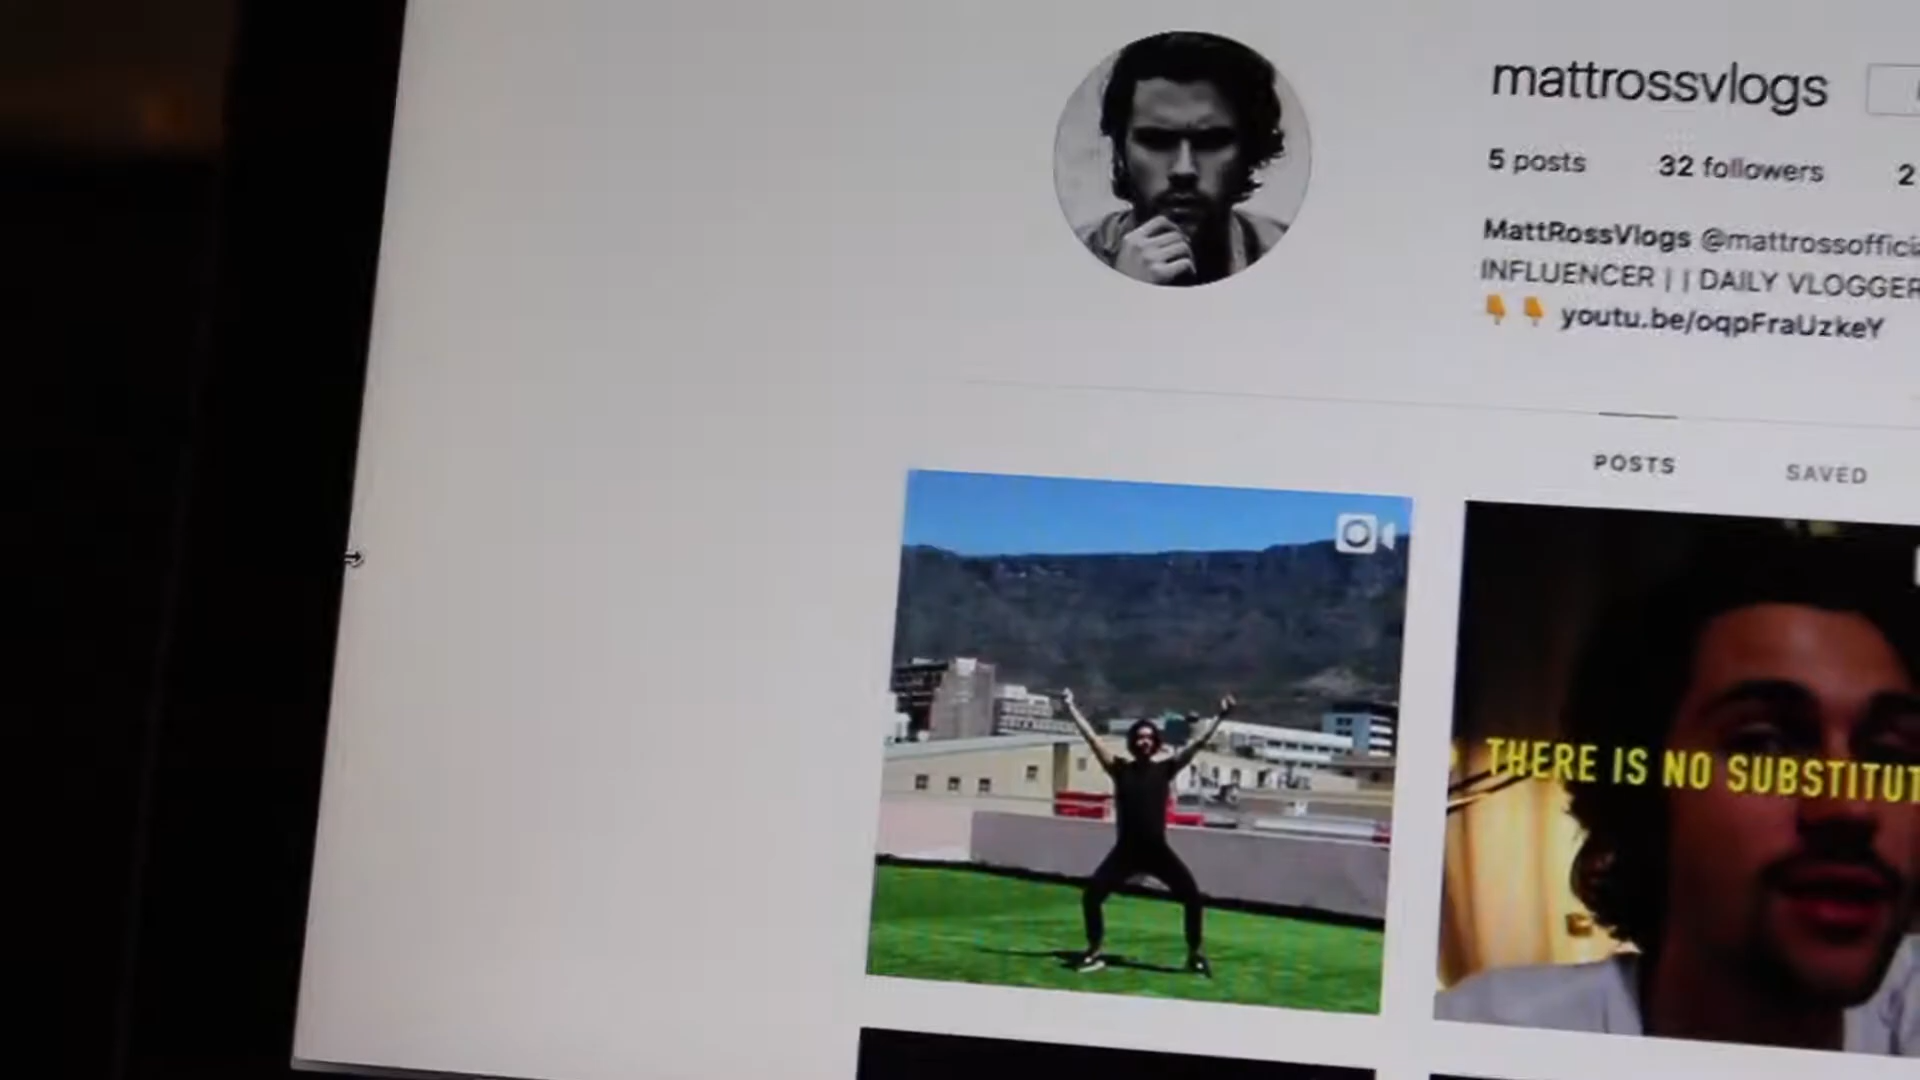 mattrossvlogs
5 posts 32 followers 2
MattRossVlogs @mattrossoffici
INFLUENCER | | DAILY VLOGGER
👇 👇 youtu.be/oqpFraUzkeY
POSTS SAVED
THERE IS NO SUBSTITUT